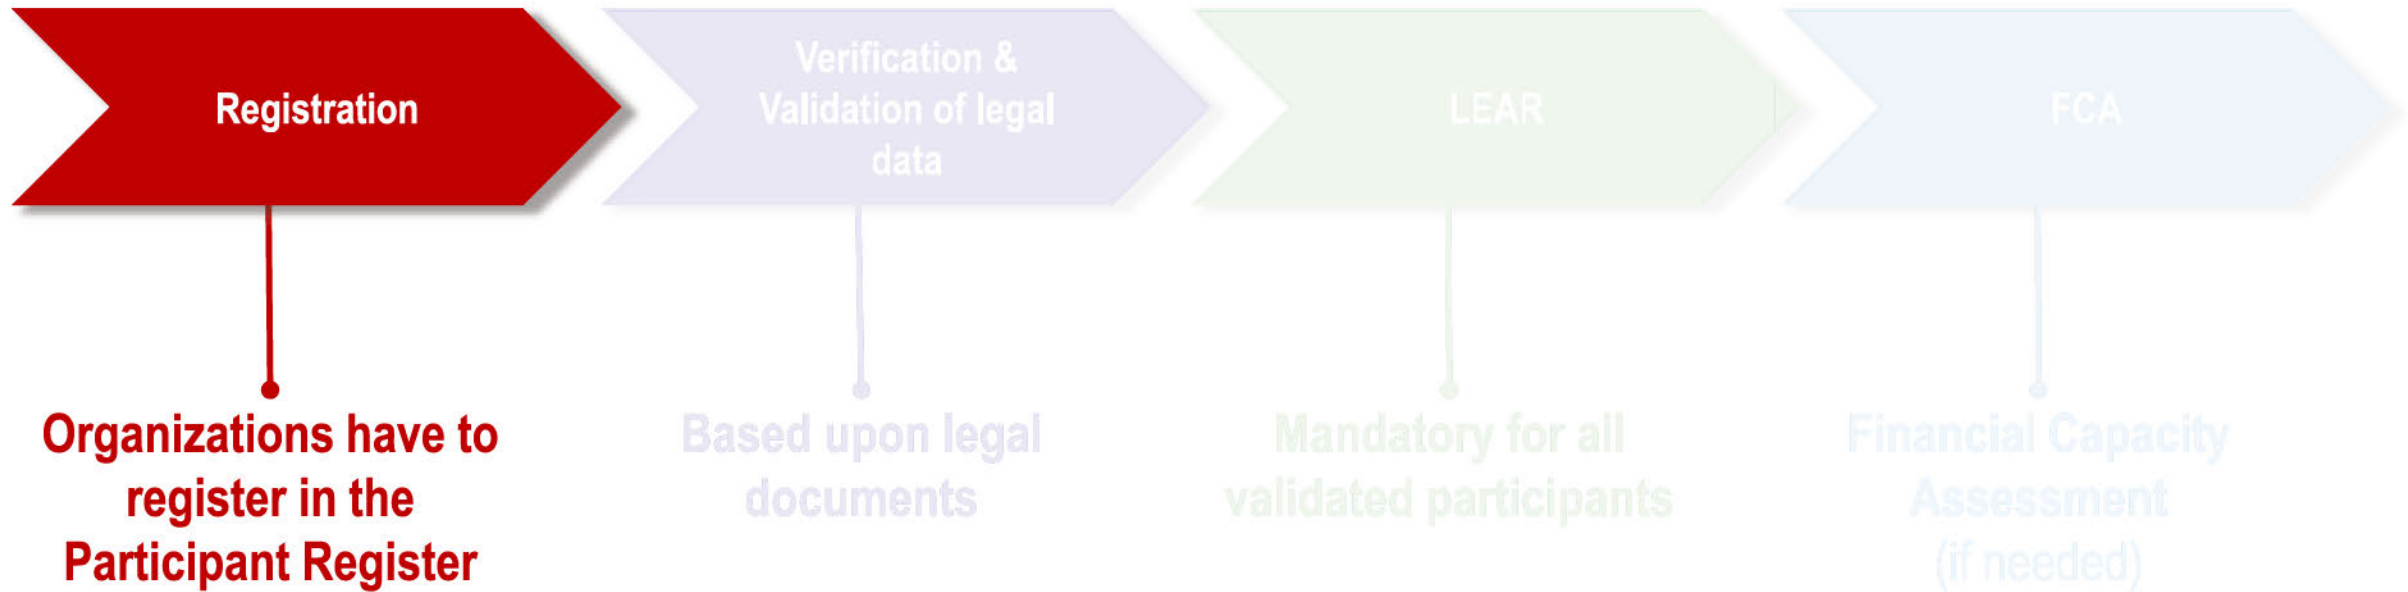 Registration
Verification &
Validation of legal
data
LEAR
FCA
Organizations have to
register in the
Participant Register
Based upon legal
documents
Mandatory for all
validated participants
Financial Capacity
Assessment
(if needed)